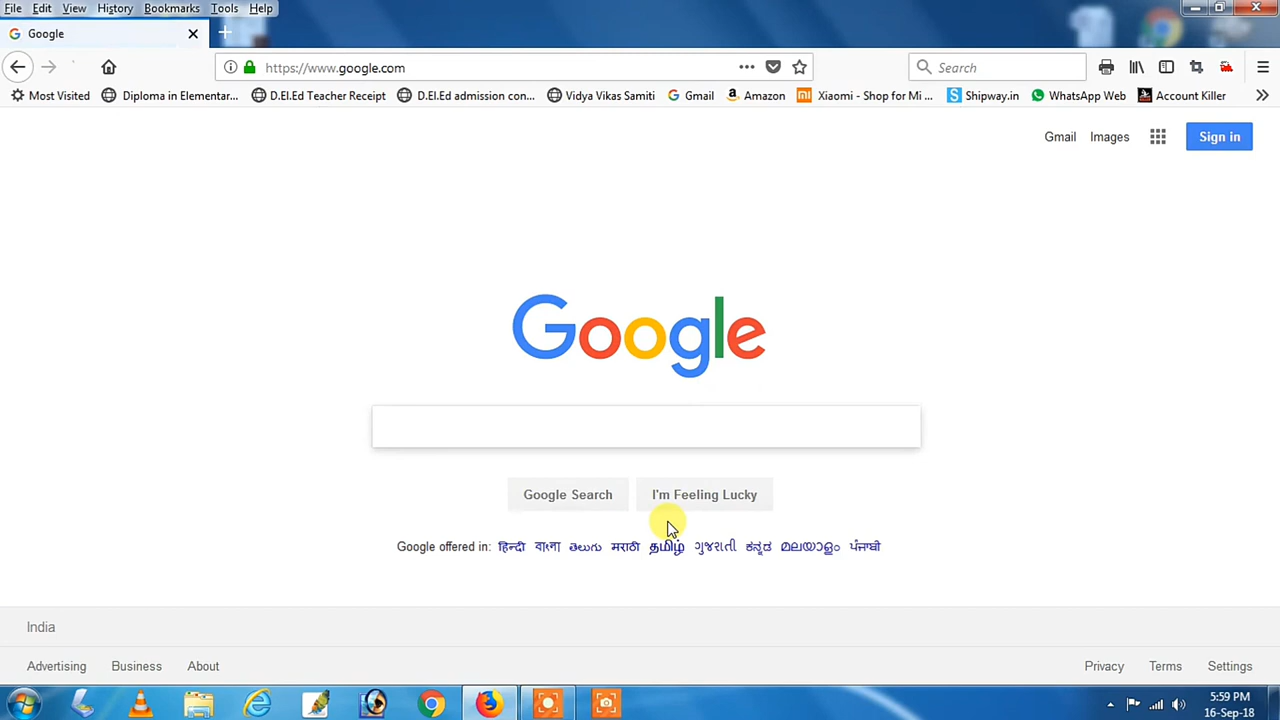 File Edit View History Bookmarks Tools Help
Google
https://www.google.com
Search
Most Visited Diploma in Elementar... D.El.Ed Teacher Receipt D.El.Ed admission con... Vidya Vikas Samiti Gmail Amazon Xiaomi - Shop for Mi ... Shipway.in WhatsApp Web Account Killer
Gmail Images Sign in
Google
Google Search I'm Feeling Lucky
Google offered in: हिन्दी বাংলা తెలుగు मराठी தமிழ் ગુજરાતી ಕನ್ನಡ മലയാളം ਪੰਜਾਬੀ
India
Advertising Business About Privacy Terms Settings
5:59 PM
16-Sep-18